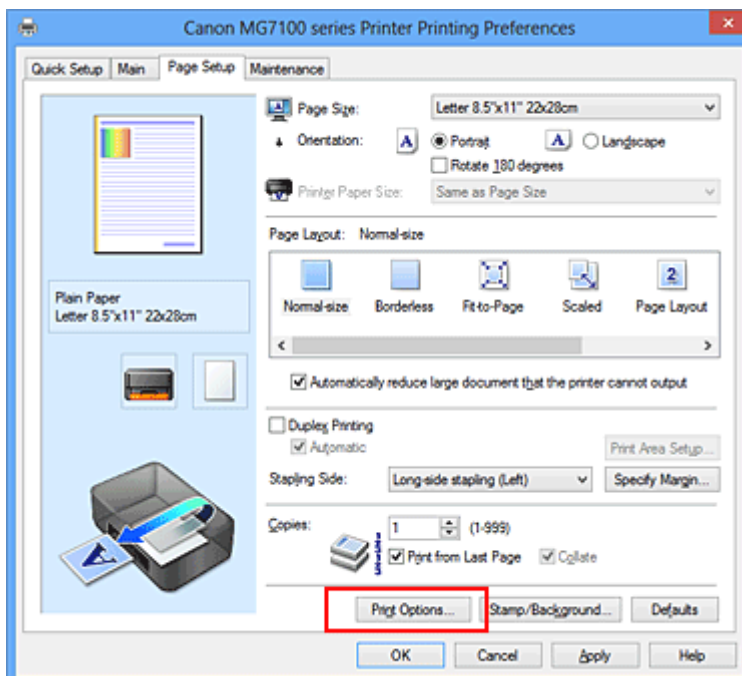 Canon MG7100 series Printer Printing Preferences
Quick Setup Main Page Setup Maintenance
Page Size: Letter 8.5"x11" 22x28cm
Orientation: A Portrait A Landscape
Rotate 180 degrees
Printer Paper Size: Same as Page Size
Page Layout: Normal-size
2
Normal-size Borderless Fit-to-Page Scaled Page Layout
Plain Paper
Letter 8.5"x11" 22x28cm
Automatically reduce large document that the printer cannot output
Duplex Printing
Automatic Print Area Setup...
Stapling Side: Long-side stapling (Left) Specify Margin...
Copies: 1 (1-999)
Print from Last Page Collate
A
Print Options... Stamp/Background... Defaults
OK Cancel Apply Help